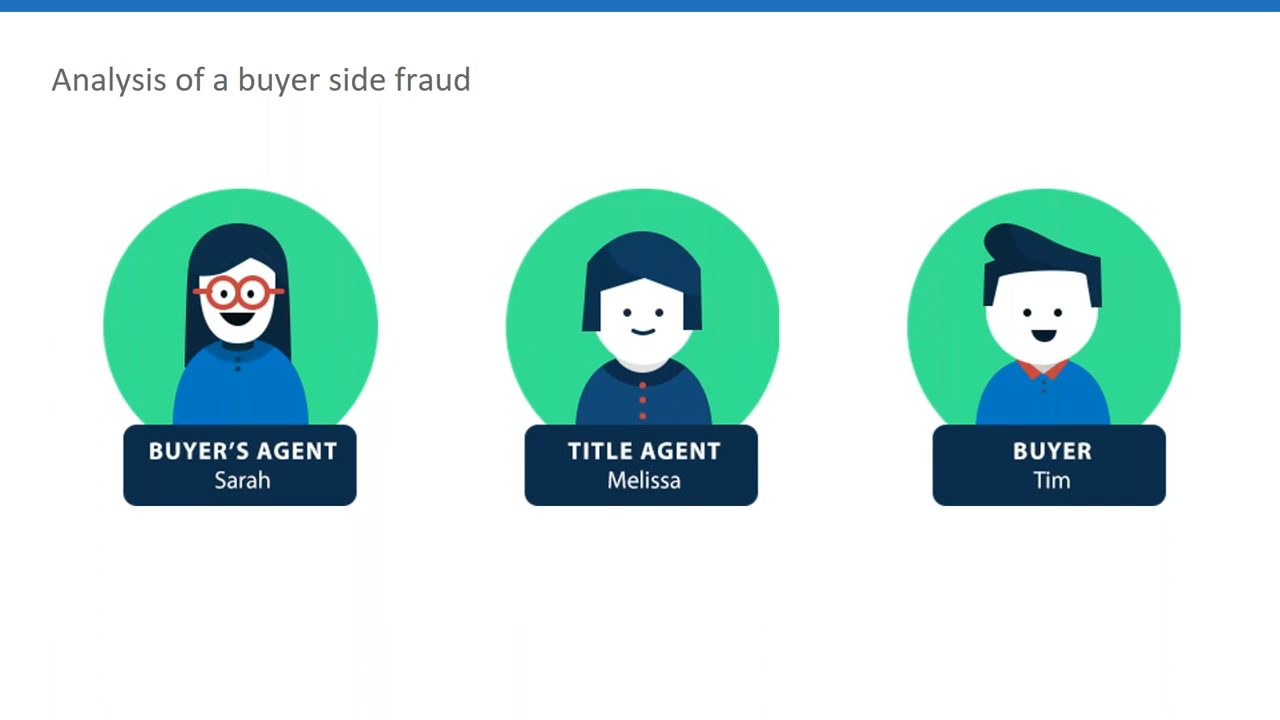 Analysis of a buyer side fraud
BUYER’S AGENT
Sarah
TITLE AGENT
Melissa
BUYER
Tim